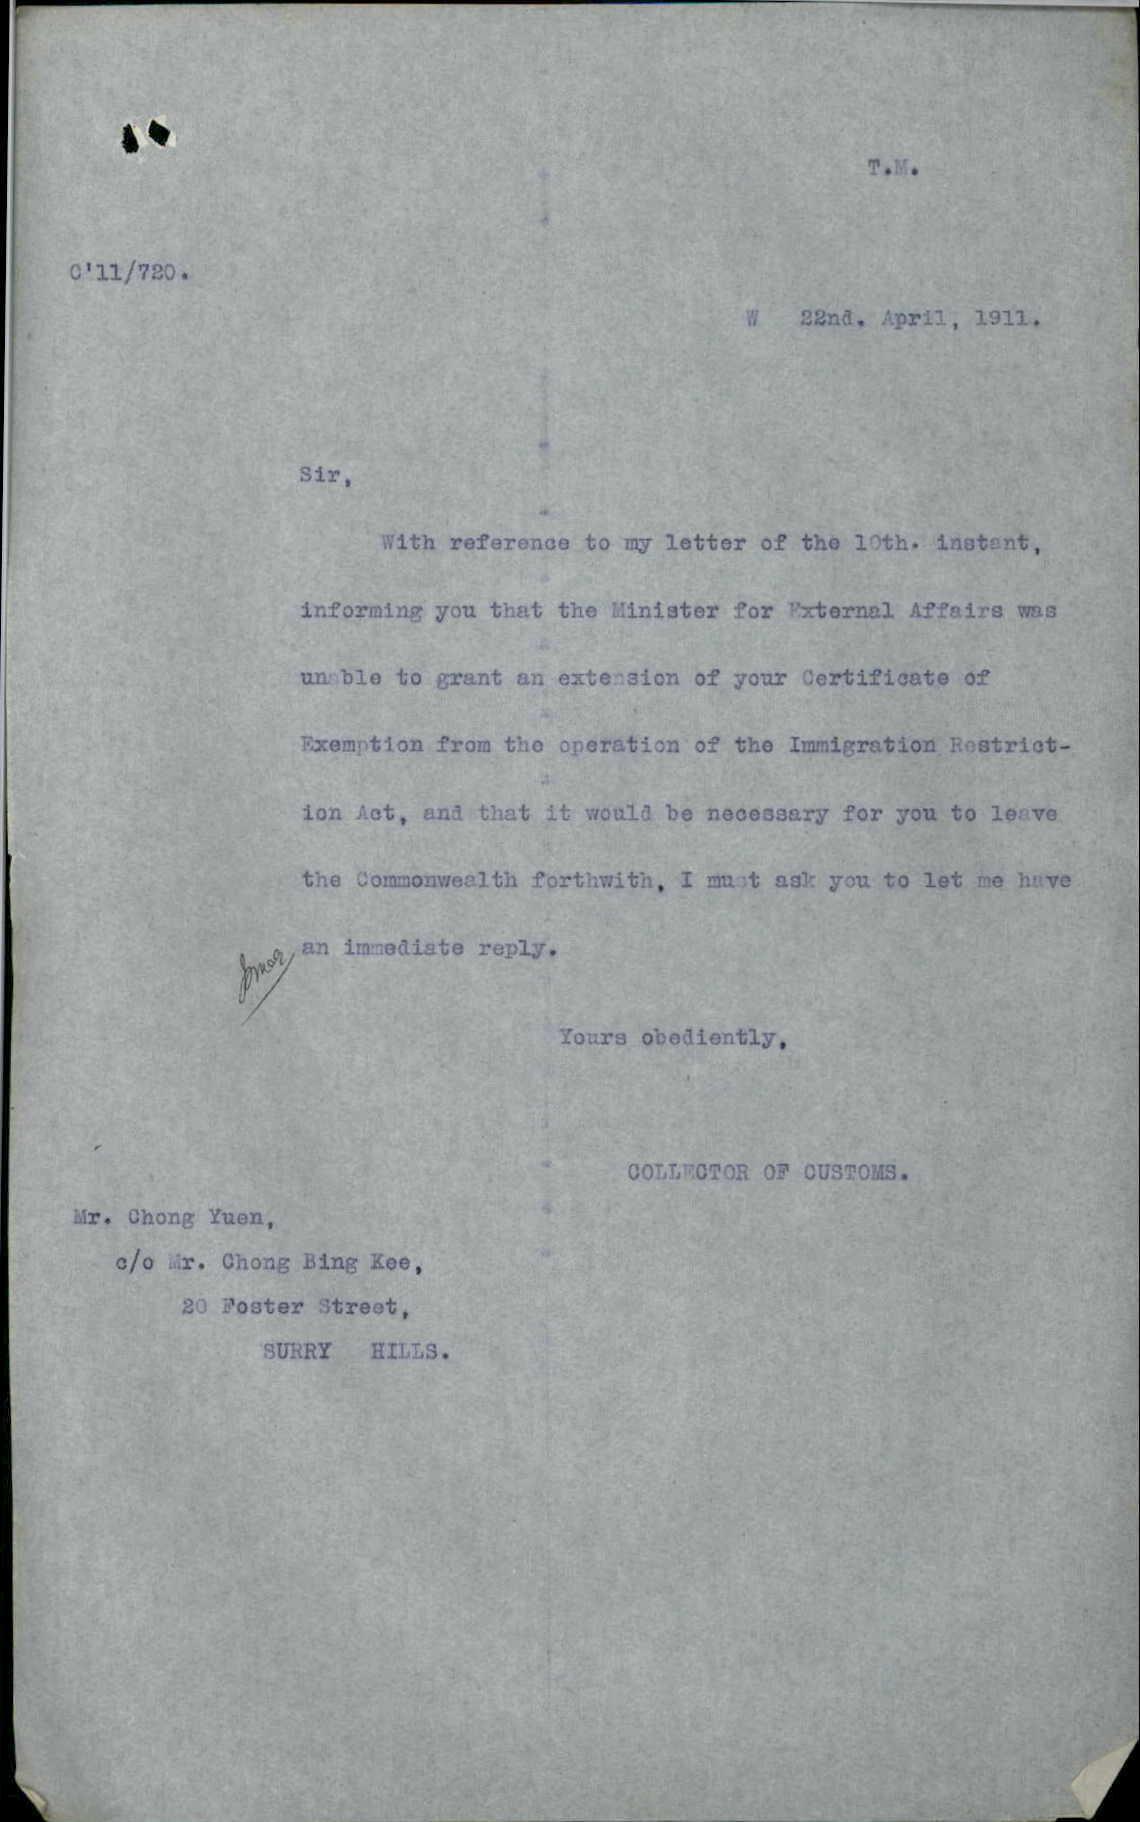 T.M.
C'11/720.
W 22nd. April, 1911.
Sir,
With reference to my letter of the 10th. instant,
informing you that the Minister for External Affairs was
unable to grant an extension of your Certificate of
Exemption from the operation of the Immigration Restrict-
ion Act, and that it would be necessary for you to leave
the Commonwealth forthwith, I must ask you to let me have
an immediate reply.
Yours obediently,
COLLECTOR OF CUSTOMS.
Mr. Chong Yuen,
c/o Mr. Chong Bing Kee,
20 Foster Street,
SURRY HILLS.